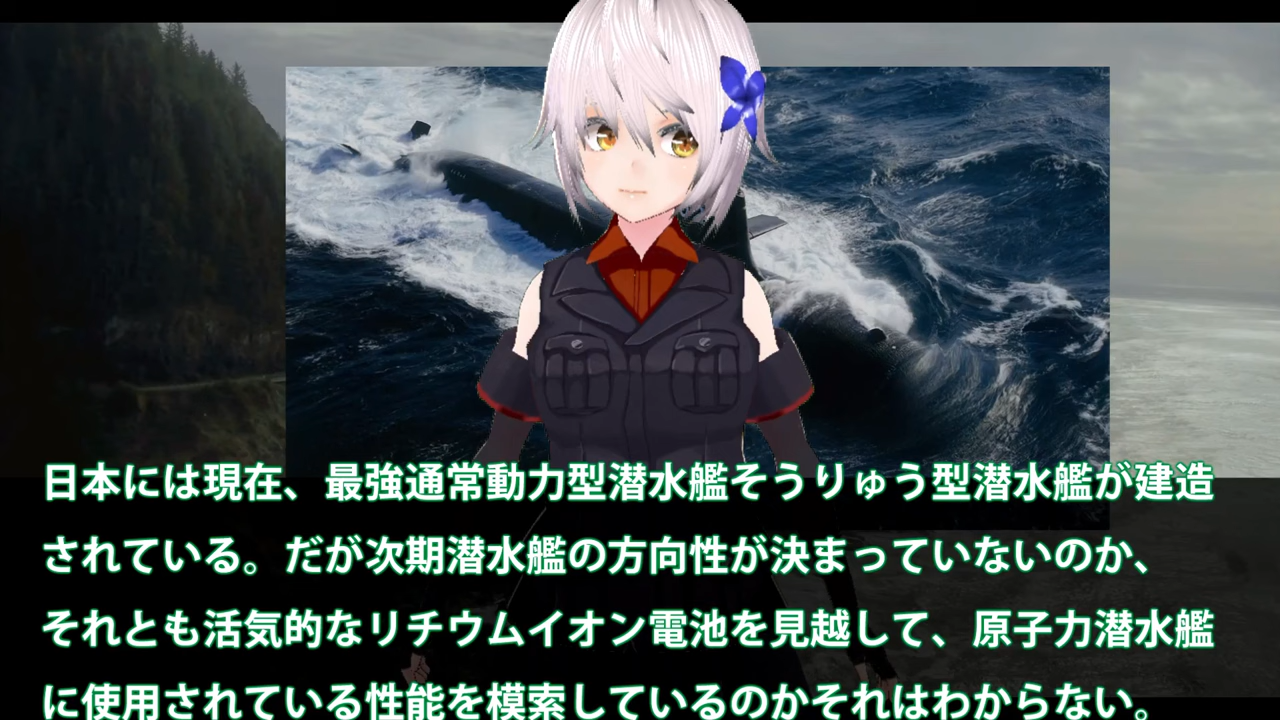 日本には現在、最強通常動力型潜水艦そうりゅう型潜水艦が建造
されている。だが次期潜水艦の方向性が決まっていないのか、
それとも活気的なリチウムイオン電池を見越して、原子力潜水艦
に使用されている性能を模索しているのかそれはわからない。